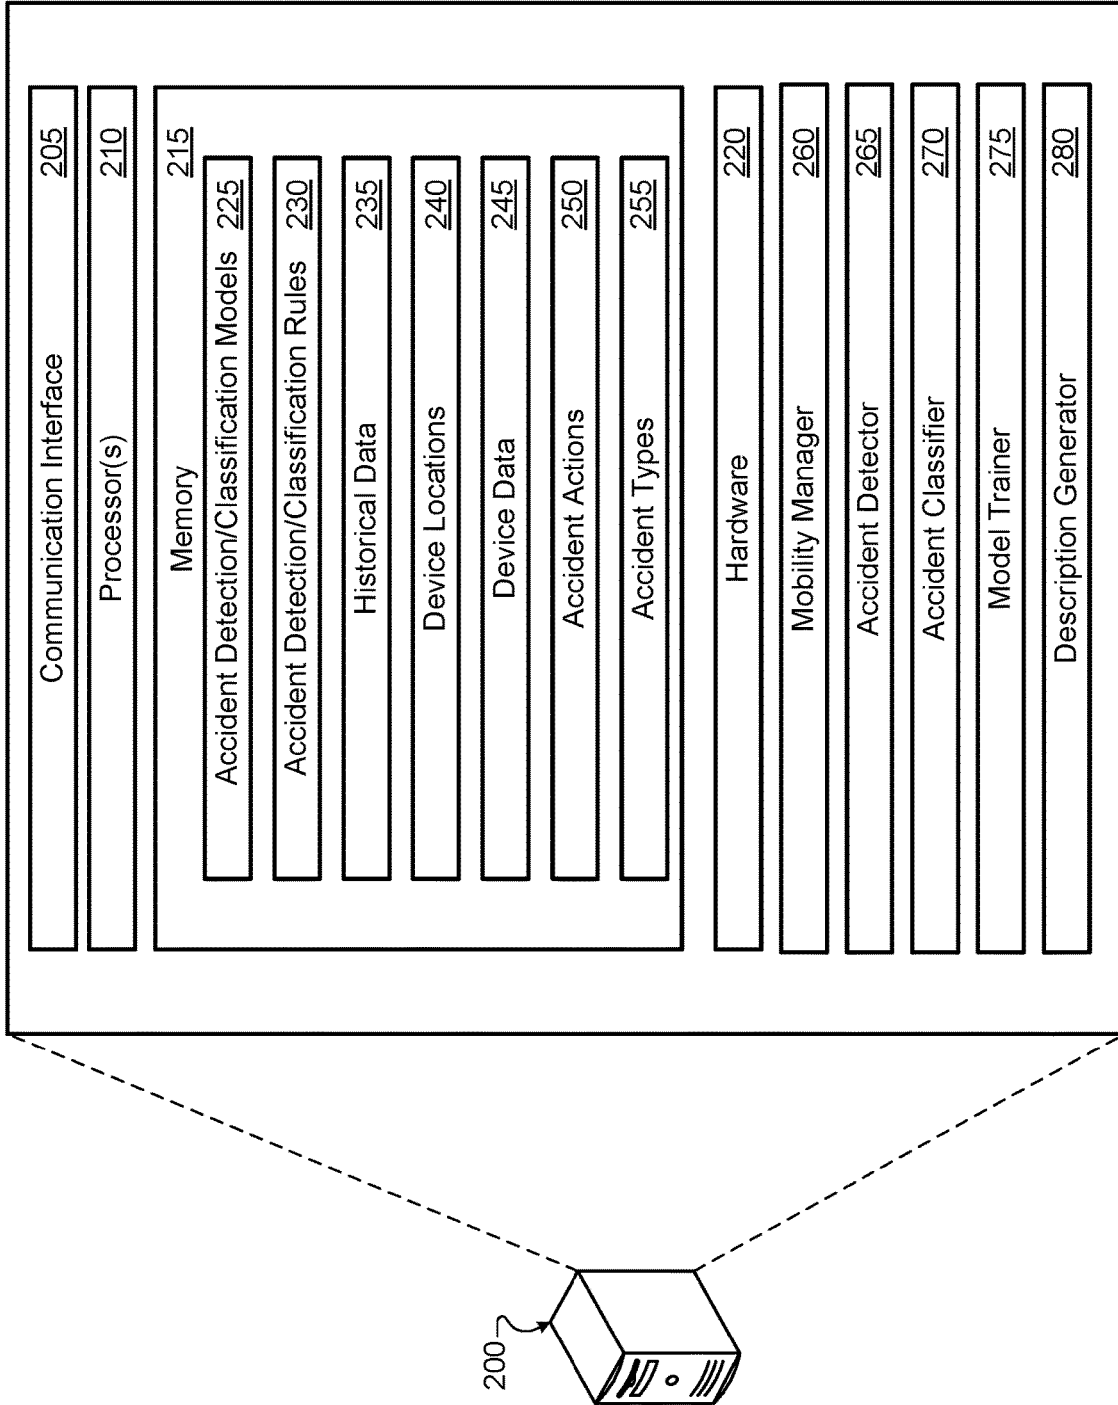 Communication Interface 205
Processor(s) 210
Memory 215
Accident Detection/Classification Models 225
Accident Detection/Classification Rules 230
Historical Data 235
Device Locations 240
Device Data 245
Accident Actions 250
Accident Types 255
Hardware 220
Mobility Manager 260
Accident Detector 265
Accident Classifier 270
Model Trainer 275
Description Generator 280
200